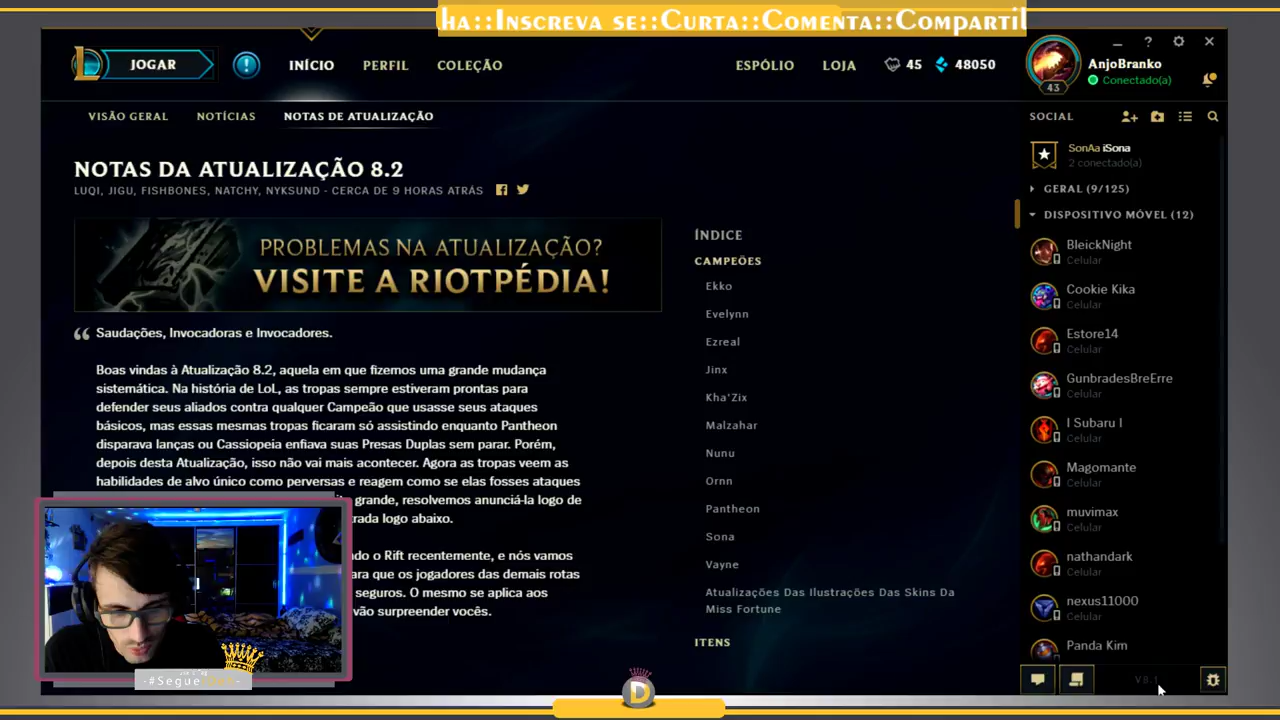 ha::Inscreva se::Curta::Comenta::Compartil
JOGAR
INÍCIO
PERFIL
COLEÇÃO
ESPÓLIO
LOJA
45
48050
AnjoBranko
Conectado(a)
43
VISÃO GERAL
NOTÍCIAS
NOTAS DE ATUALIZAÇÃO
SOCIAL
NOTAS DA ATUALIZAÇÃO 8.2
LUQI, JIGU, FISHBONES, NATCHY, NYKSUND - CERCA DE 9 HORAS ATRÁS
PROBLEMAS NA ATUALIZAÇÃO?
VISITE A RIOTPÉDIA!
Saudações, Invocadoras e Invocadores.
Boas vindas à Atualização 8.2, aquela em que fizemos uma grande mudança
sistemática. Na história de LoL, as tropas sempre estiveram prontas para
defender seus aliados contra qualquer Campeão que usasse seus ataques
básicos, mas essas mesmas tropas ficaram só assistindo enquanto Pantheon
disparava lanças ou Cassiopeia enfiava suas Presas Duplas sem parar. Porém,
depois desta Atualização, isso não vai mais acontecer. Agora as tropas veem as
habilidades de alvo único como perversas e reagem como se elas fosses ataques
grande, resolvemos anunciá-la logo de
rada logo abaixo.
do o Rift recentemente, e nós vamos
ara que os jogadores das demais rotas
seguros. O mesmo se aplica aos
vão surpreender vocês.
ÍNDICE
CAMPEÕES
Ekko
Evelynn
Ezreal
Jinx
Kha'Zix
Malzahar
Nunu
Ornn
Pantheon
Sona
Vayne
Atualizações Das Ilustrações Das Skins Da
Miss Fortune
ITENS
SonAa iSona
2 conectado(a)
GERAL (9/125)
DISPOSITIVO MÓVEL (12)
BleickNight
Celular
Cookie Kika
Celular
Estore14
Celular
GunbradesBreErre
Celular
I Subaru I
Celular
Magomante
Celular
muvimax
Celular
nathandark
Celular
nexus11000
Celular
Panda Kim
V8.1
-#Segue
D